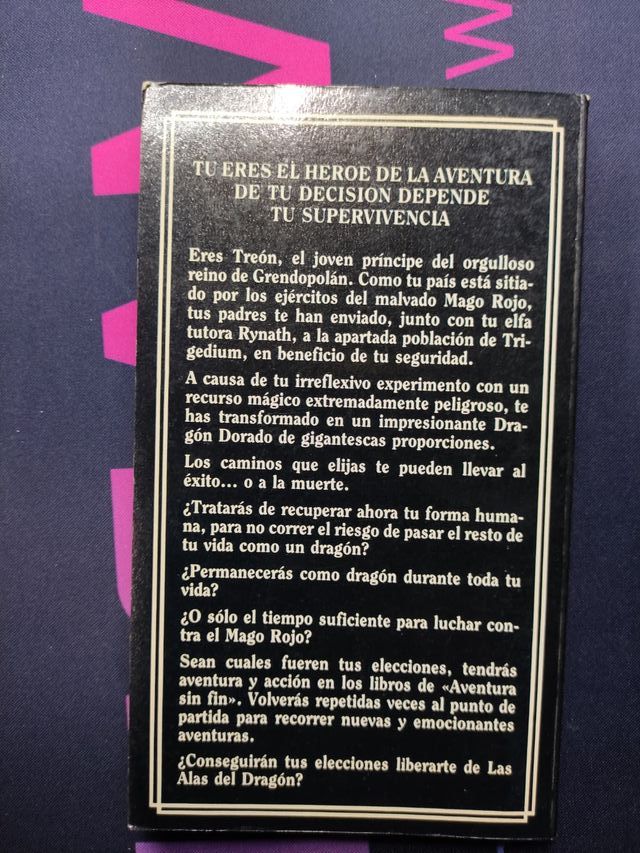 TU ERES EL HEROE DE LA AVENTURA
DE TU DECISION DEPENDE
TU SUPERVIVENCIA
Eres Treón, el joven príncipe del orgulloso
reino de Grendopolán. Como tu país está sitia-
do por los ejércitos del malvado Mago Rojo,
tus padres te han enviado, junto con tu elfa
tutora Rynath, a la apartada población de Tri-
gedium, en beneficio de tu seguridad.
A causa de tu irreflexivo experimento con un
recurso mágico extremadamente peligroso, te
has transformado en un impresionante Dra-
gón Dorado de gigantescas proporciones.
Los caminos que elijas te pueden llevar al
éxito... o a la muerte.
¿Tratarás de recuperar ahora tu forma huma-
na, para no correr el riesgo de pasar el resto de
tu vida como un dragón?
¿Permanecerás como dragón durante toda tu
vida?
¿O sólo el tiempo suficiente para luchar con-
tra el Mago Rojo?
Sean cuales fueren tus elecciones, tendrás
aventura y acción en los libros de «Aventura
sin fin». Volverás repetidas veces al punto de
partida para recorrer nuevas y emocionantes
aventuras.
¿Conseguirán tus elecciones liberarte de Las
Alas del Dragón?